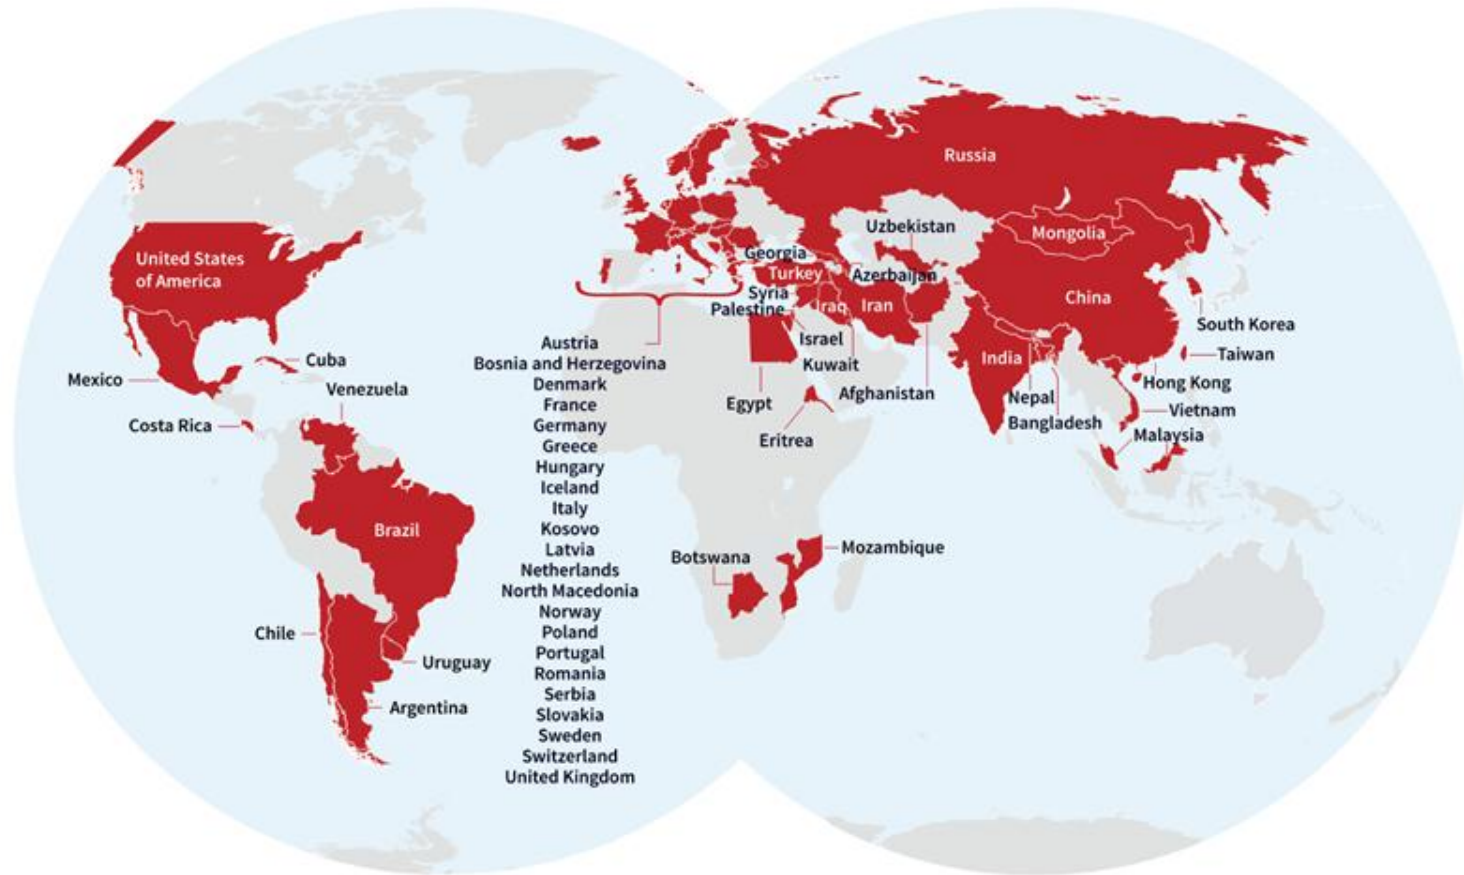 Russia
Uzbekistan
Mongolia
United States
of America
Georgia
Turkey
Azerbaijan
Syria
Iraq
Iran
China
Palestine
South Korea
Israel
Taiwan
Cuba
India
Kuwait
Mexico
Hong Kong
Venezuela
Afghanistan
Nepal
Egypt
Vietnam
Costa Rica
Bangladesh
Malaysia
Eritrea
Austria
Bosnia and Herzegovina
Denmark
France
Germany
Greece
Hungary
Iceland
Italy
Kosovo
Latvia
Netherlands
North Macedonia
Norway
Poland
Portugal
Romania
Serbia
Slovakia
Sweden
Switzerland
United Kingdom
Brazil
Botswana
Mozambique
Chile
Uruguay
Argentina